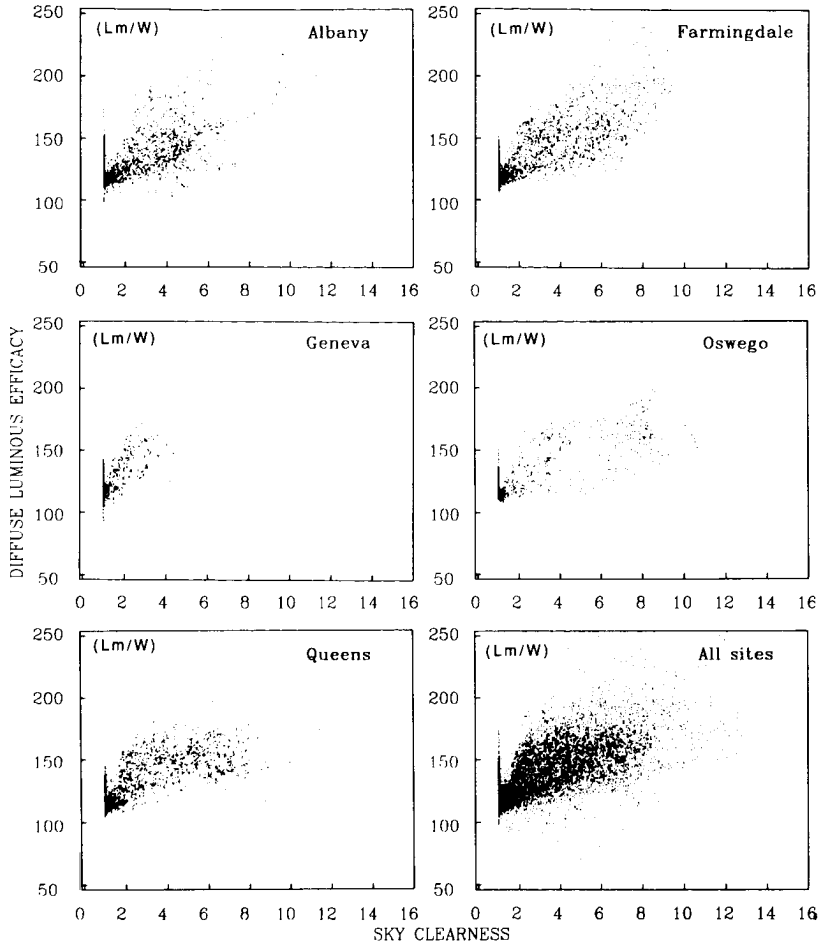 (Lm/W) Albany
250
200
150
100
50
0 2 4 6 8 10 12 14 16
(Lm/W) Farmingdale
250
200
150
100
50
0 2 4 6 8 10 12 14 16
(Lm/W) Geneva
250
200
150
100
50
0 2 4 6 8 10 12 14 16
(Lm/W) Oswego
250
200
150
100
50
0 2 4 6 8 10 12 14 16
(Lm/W) Queens
250
200
150
100
50
0 2 4 6 8 10 12 14 16
(Lm/W) All sites
250
200
150
100
50
0 2 4 6 8 10 12 14 16
DIFFUSE LUMINOUS EFFICACY
SKY CLEARNESS